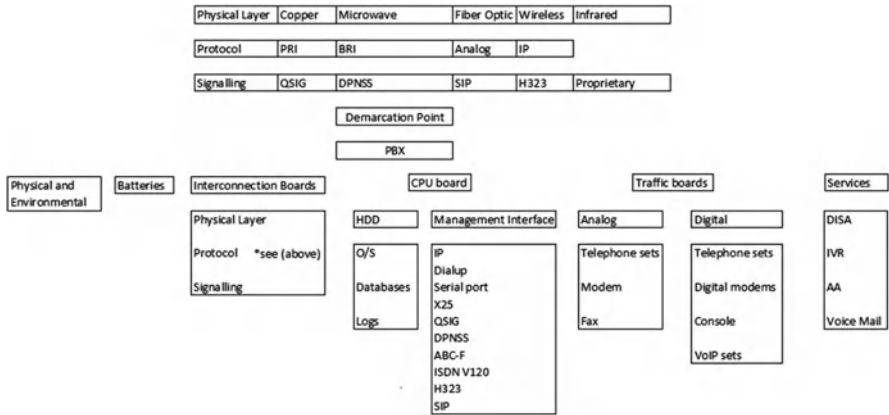 Physical Layer Copper Microwave Fiber Optic Wireless Infrared
Protocol PRI BRI Analog IP
Signalling QSIG DPNSS SIP H323 Proprietary
Demarcation Point
PBX
Physical and
Environmental
Batteries
Interconnection Boards
CPU board
Traffic boards
Services
Physical Layer
Protocol *see (above)
Signalling
HDD
O/S
Databases
Logs
Management Interface
IP
Dialup
Serial port
X25
QSIG
DPNSS
ABC-F
ISDN V120
H323
SIP
Analog
Telephone sets
Modem
Fax
Digital
Telephone sets
Digital modems
Console
VoIP sets
DISA
IVR
AA
Voice Mail